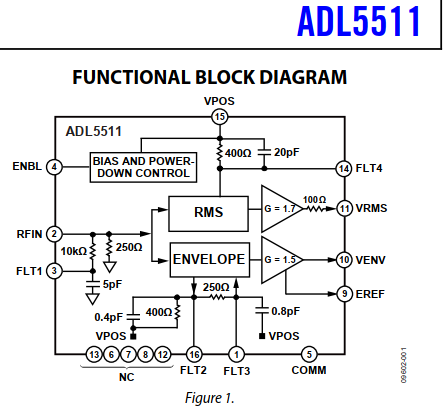 ADL5511
FUNCTIONAL BLOCK DIAGRAM
VPOS
15
ADL5511
400Ω
20pF
ENBL
4
BIAS AND POWER-
DOWN CONTROL
14
FLT4
RMS
G = 1.7
100Ω
11
VRMS
RFIN
2
10kΩ
250Ω
ENVELOPE
G = 1.5
10
VENV
FLT1
3
5pF
250Ω
9
EREF
0.4pF
400Ω
0.8pF
VPOS
VPOS
13
6
7
8
12
16
1
5
NC
FLT2
FLT3
COMM
09602-001
Figure 1.